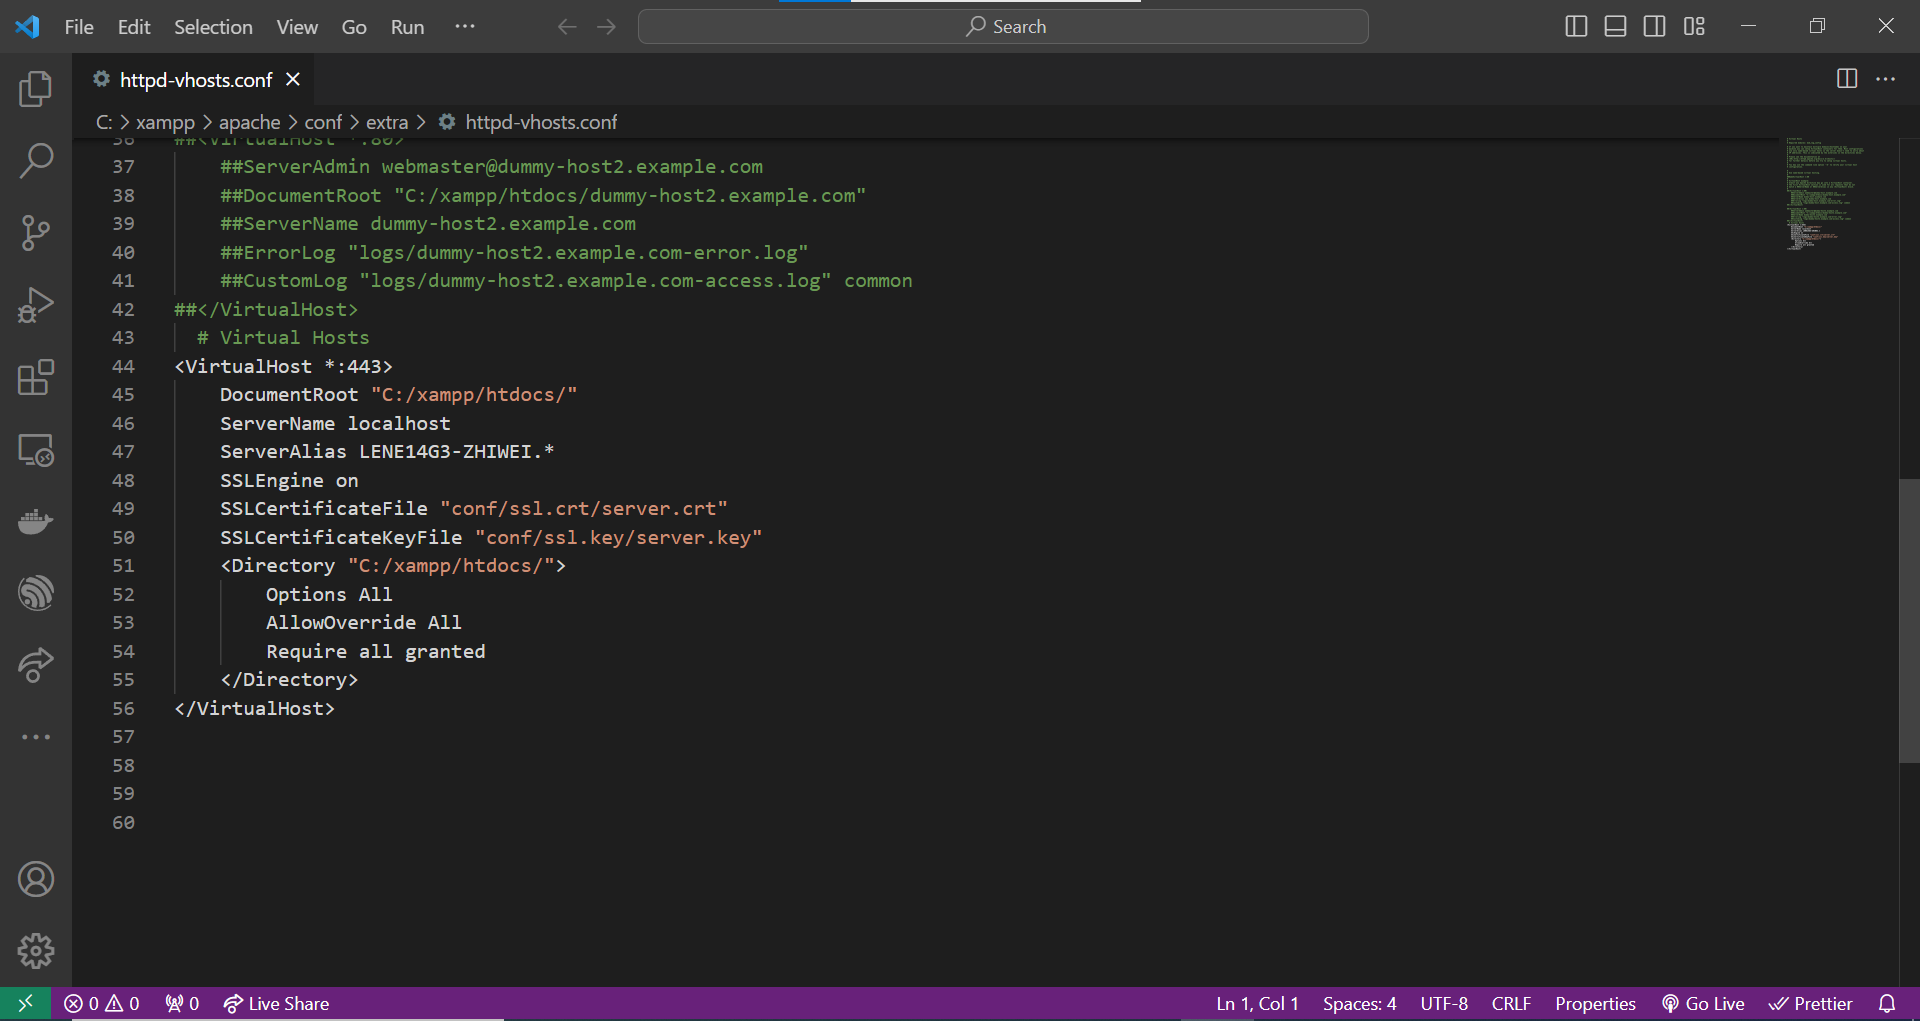 File Edit Selection View Go Run ··· Search
httpd-vhosts.conf
C: > xampp > apache > conf > extra > httpd-vhosts.conf
36 ##<VirtualHost *:80>
37 ##ServerAdmin webmaster@dummy-host2.example.com
38 ##DocumentRoot "C:/xampp/htdocs/dummy-host2.example.com"
39 ##ServerName dummy-host2.example.com
40 ##ErrorLog "logs/dummy-host2.example.com-error.log"
41 ##CustomLog "logs/dummy-host2.example.com-access.log" common
42 ##</VirtualHost>
43 # Virtual Hosts
44 <VirtualHost *:443>
45 DocumentRoot "C:/xampp/htdocs/"
46 ServerName localhost
47 ServerAlias LENE14G3-ZHIWEI.*
48 SSLEngine on
49 SSLCertificateFile "conf/ssl.crt/server.crt"
50 SSLCertificateKeyFile "conf/ssl.key/server.key"
51 <Directory "C:/xampp/htdocs/">
52 Options All
53 AllowOverride All
54 Require all granted
55 </Directory>
56 </VirtualHost>
57
58
59
60
0 0 0 Live Share Ln 1, Col 1 Spaces: 4 UTF-8 CRLF Properties Go Live Prettier